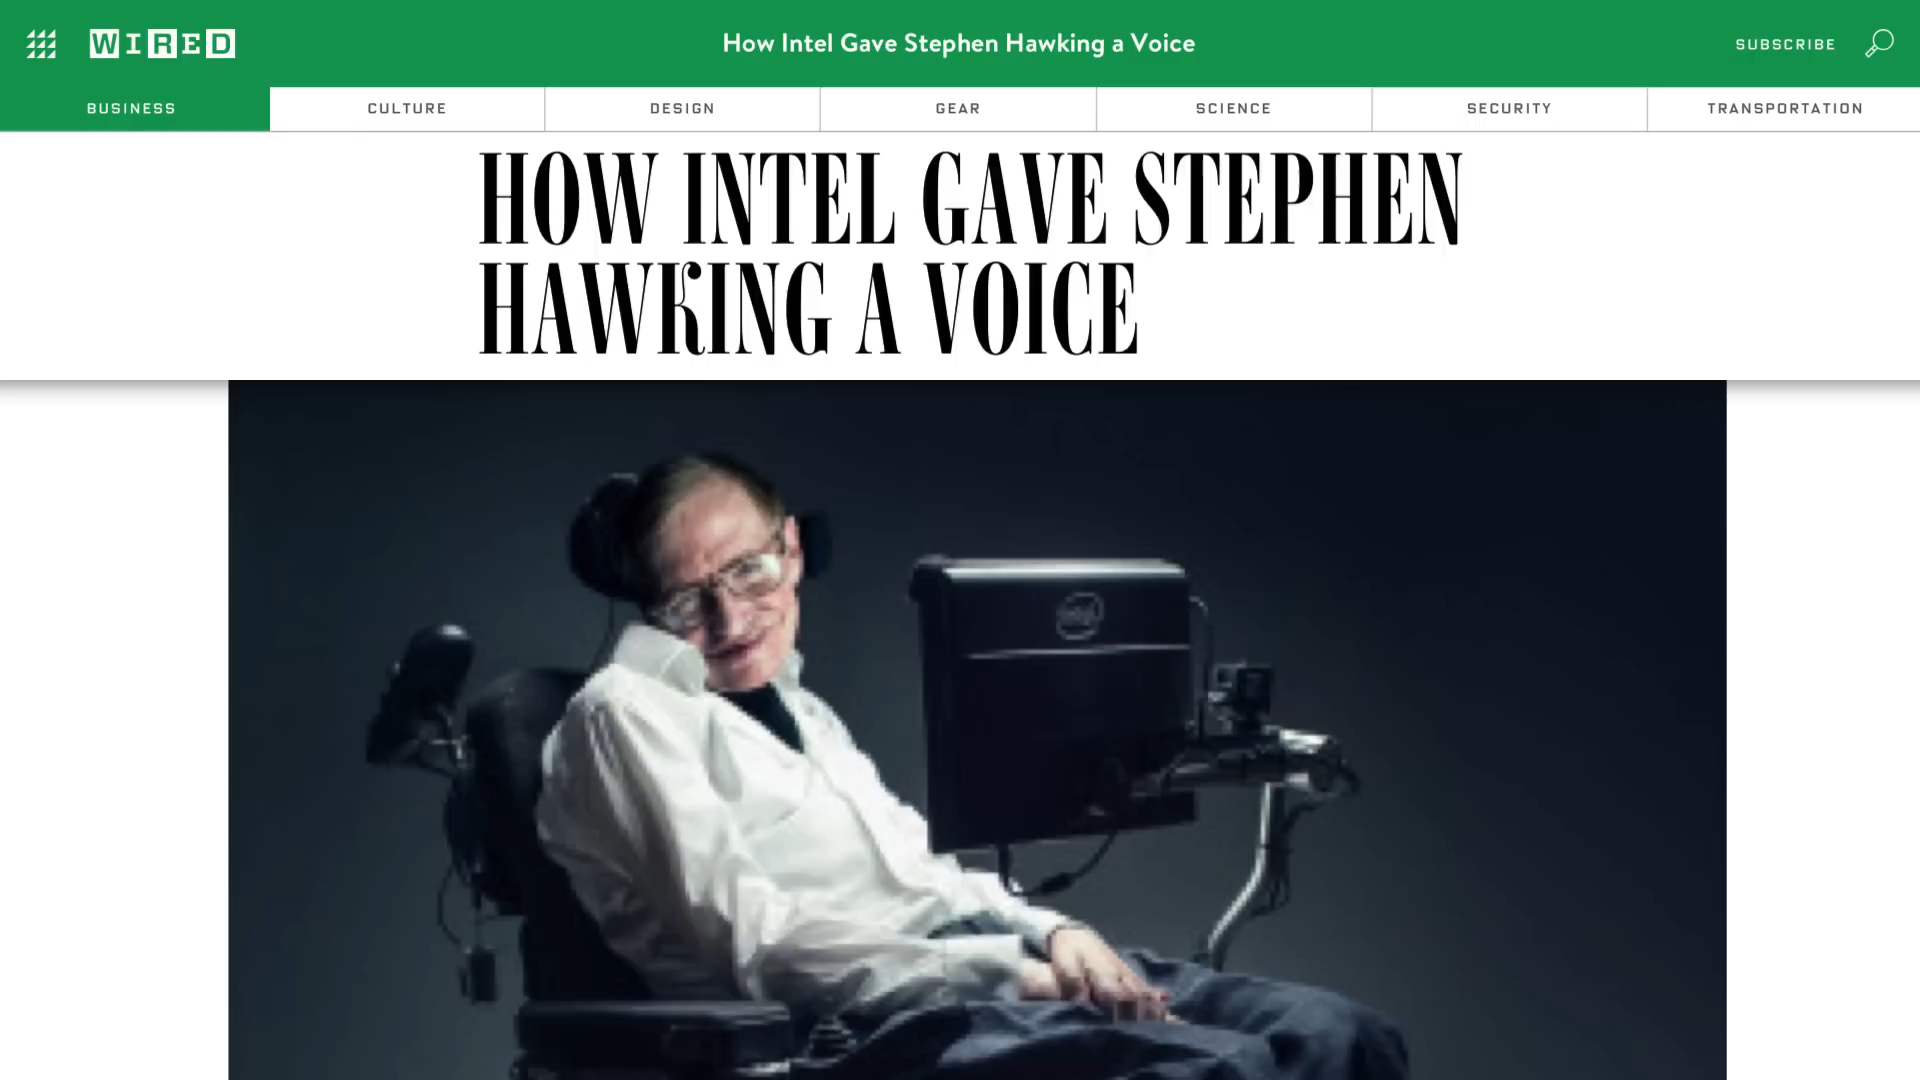 WIRED
How Intel Gave Stephen Hawking a Voice
SUBSCRIBE
BUSINESS
CULTURE
DESIGN
GEAR
SCIENCE
SECURITY
TRANSPORTATION
HOW INTEL GAVE STEPHEN
HAWKING A VOICE